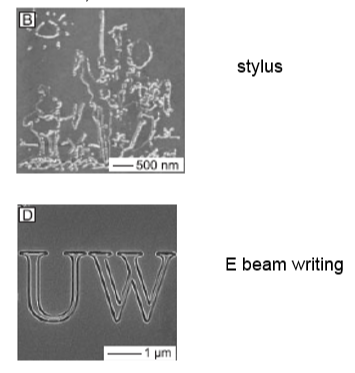 B
stylus
500 nm
D
UW
E beam writing
1 µm